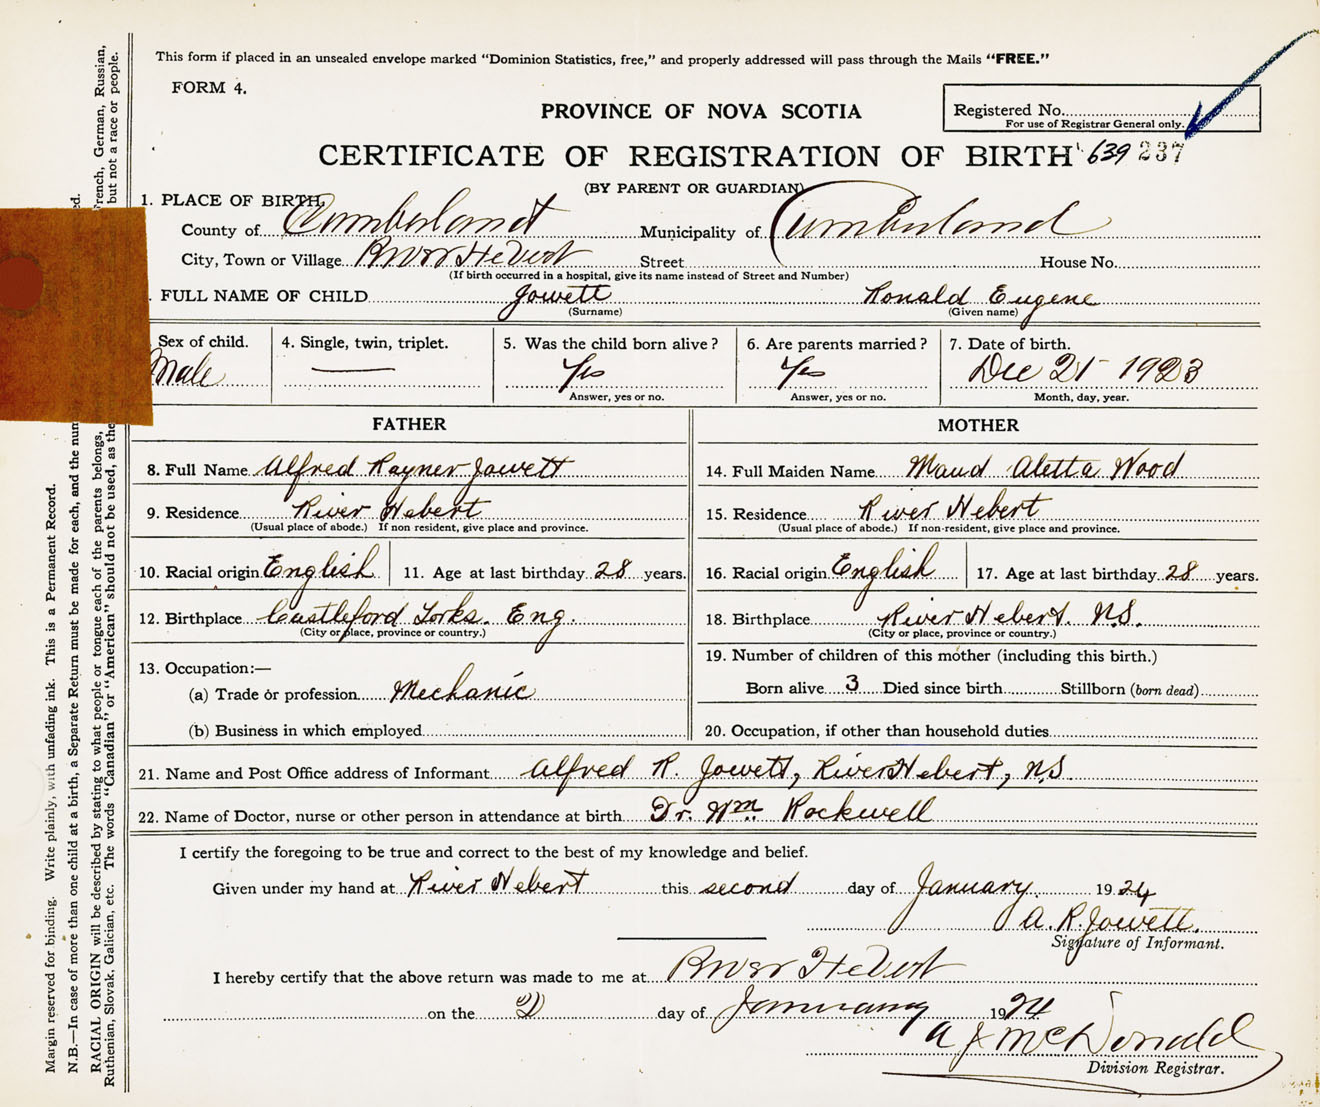 This form if placed in an unsealed envelope marked "Dominion Statistics, free," and properly addressed will pass through the Mails "FREE."
FORM 4.
PROVINCE OF NOVA SCOTIA
Registered No.
For use of Registrar General only.
CERTIFICATE OF REGISTRATION OF BIRTH 639 237
(BY PARENT OR GUARDIAN)
1. PLACE OF BIRTH,
County of Cumberland Municipality of Cumberland
City, Town or Village River Hebert Street House No.
(If birth occurred in a hospital, give its name instead of Street and Number)
FULL NAME OF CHILD Jowett Ronald Eugene
(Surname) (Given name)
Sex of child. 4. Single, twin, triplet. 5. Was the child born alive? 6. Are parents married? 7. Date of birth.
Male — Yes Yes Dec 21 1923
Answer, yes or no. Answer, yes or no. Month, day, year.
FATHER MOTHER
8. Full Name Alfred Rayner Jowett 14. Full Maiden Name Maud Aletta Wood
9. Residence River Hebert 15. Residence River Hebert
(Usual place of abode.) If non resident, give place and province. (Usual place of abode.) If non-resident, give place and province.
10. Racial origin English 11. Age at last birthday 28 years. 16. Racial origin English 17. Age at last birthday 28 years.
12. Birthplace Castleford Yorks. Eng. 18. Birthplace River Hebert. N.S.
(City or place, province or country.) (City or place, province or country.)
13. Occupation:— 19. Number of children of this mother (including this birth.)
(a) Trade or profession Mechanic Born alive 3 Died since birth Stillborn (born dead)
(b) Business in which employed 20. Occupation, if other than household duties
21. Name and Post Office address of Informant Alfred R. Jowett, River Hebert, N.S.
22. Name of Doctor, nurse or other person in attendance at birth Dr. Wm. Rockwell
I certify the foregoing to be true and correct to the best of my knowledge and belief.
Given under my hand at River Hebert this second day of January 1924
A. R. Jowett.
Signature of Informant.
I hereby certify that the above return was made to me at River Hebert
on the 2 day of January 1924
A J McDonald
Division Registrar.
Margin reserved for binding. Write plainly, with unfading ink. This is a Permanent Record.
N.B.—In case of more than one child at a birth, a Separate Return must be made for each, and the
RACIAL ORIGIN will be described by stating to what people or tongue each of the parents belongs, French, German, Russian,
Ruthenian, Slovak, Galician, etc. The words "Canadian" or "American" should not be used, as the but not a race or people.